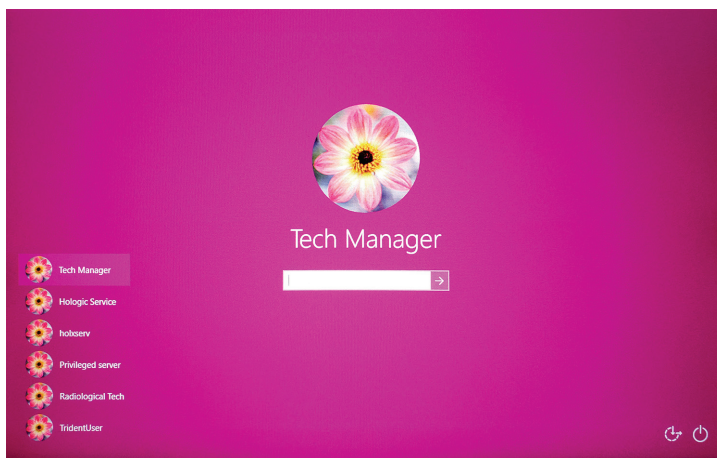 Tech Manager
Tech Manager
Hologic Service
holxserv
Privileged server
Radiological Tech
TridentUser